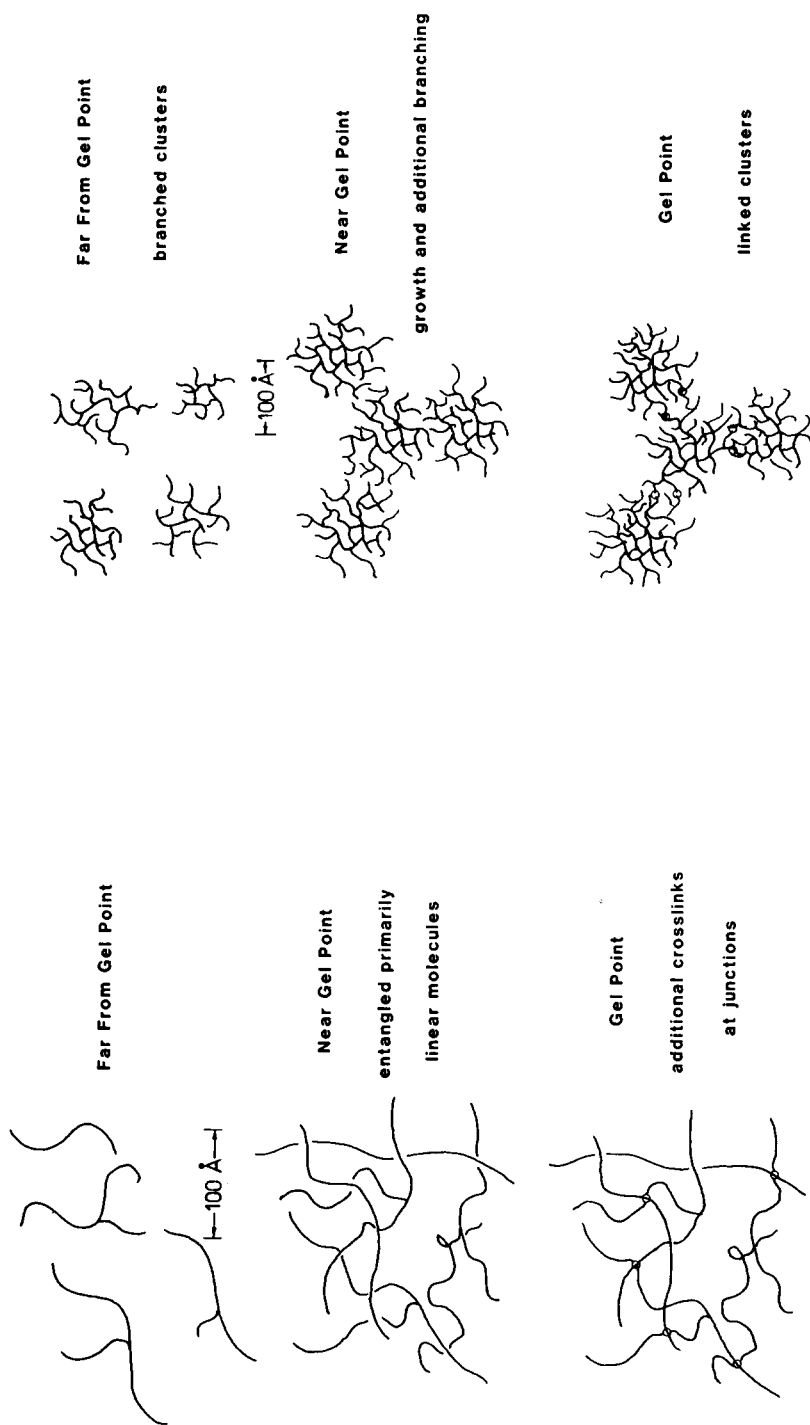 Far From Gel Point
├─100 Å─┤
Near Gel Point
entangled primarily
linear molecules
Gel Point
additional crosslinks
at junctions
Far From Gel Point
branched clusters
├─100 Å─┤
Near Gel Point
growth and additional branching
Gel Point
linked clusters